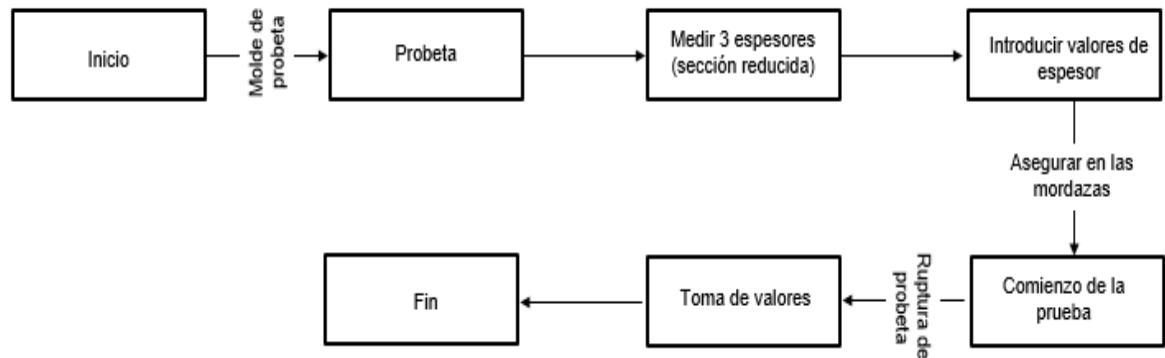 Inicio
Molde de
probeta
Probeta
Medir 3 espesores
(sección reducida)
Introducir valores de
espesor
Asegurar en las
mordazas
Comienzo de la
prueba
Ruptura de
probeta
Toma de valores
Fin